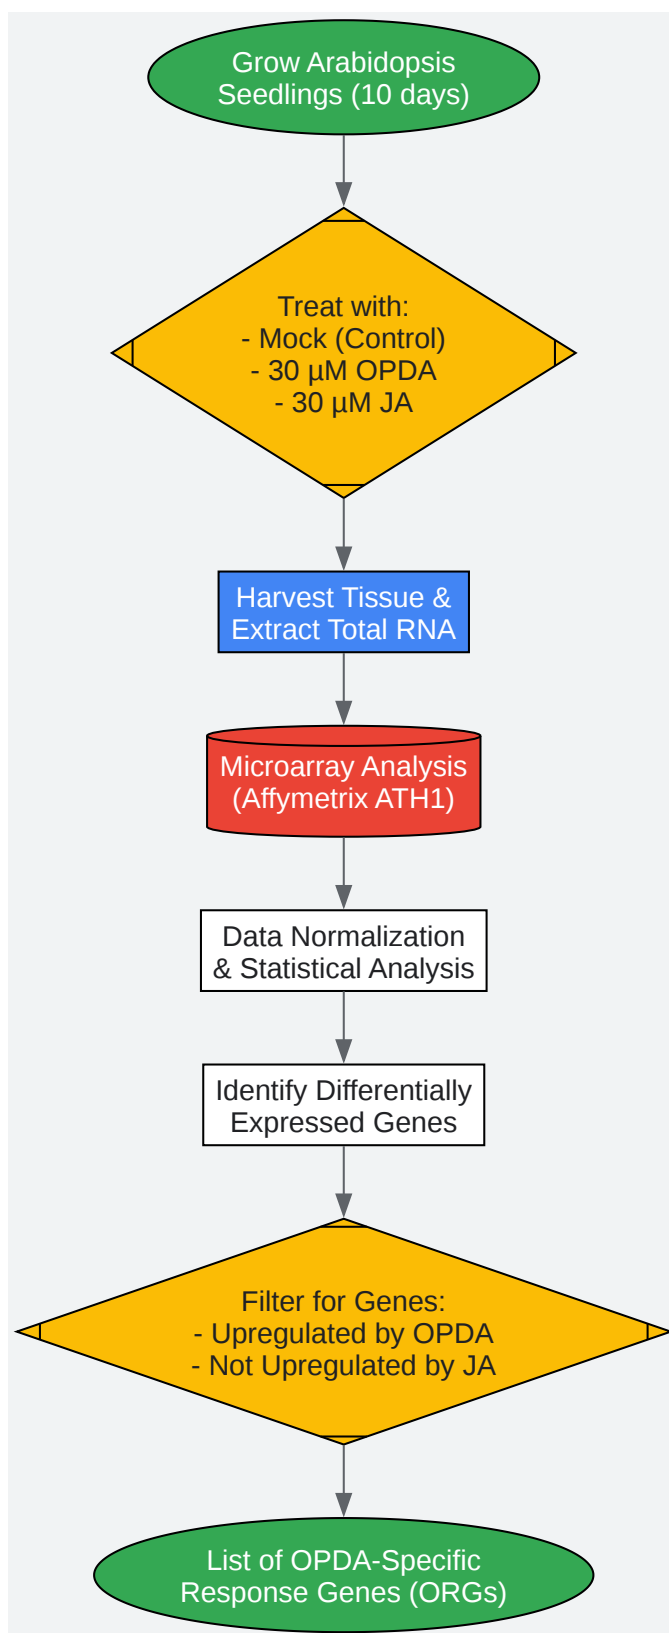 Grow Arabidopsis
Seedlings (10 days)
Treat with:
- Mock (Control)
- 30 µM OPDA
- 30 µM JA
Harvest Tissue &
Extract Total RNA
Microarray Analysis
(Affymetrix ATH1)
Data Normalization
& Statistical Analysis
Identify Differentially
Expressed Genes
Filter for Genes:
- Upregulated by OPDA
- Not Upregulated by JA
List of OPDA-Specific
Response Genes (ORGs)